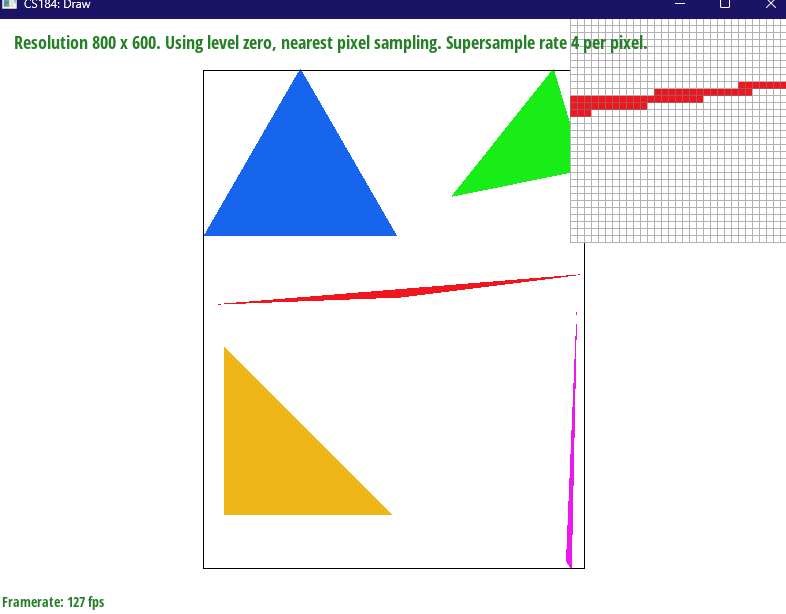 CS184: Draw
Resolution 800 x 600. Using level zero, nearest pixel sampling. Supersample rate 4 per pixel.
Framerate: 127 fps